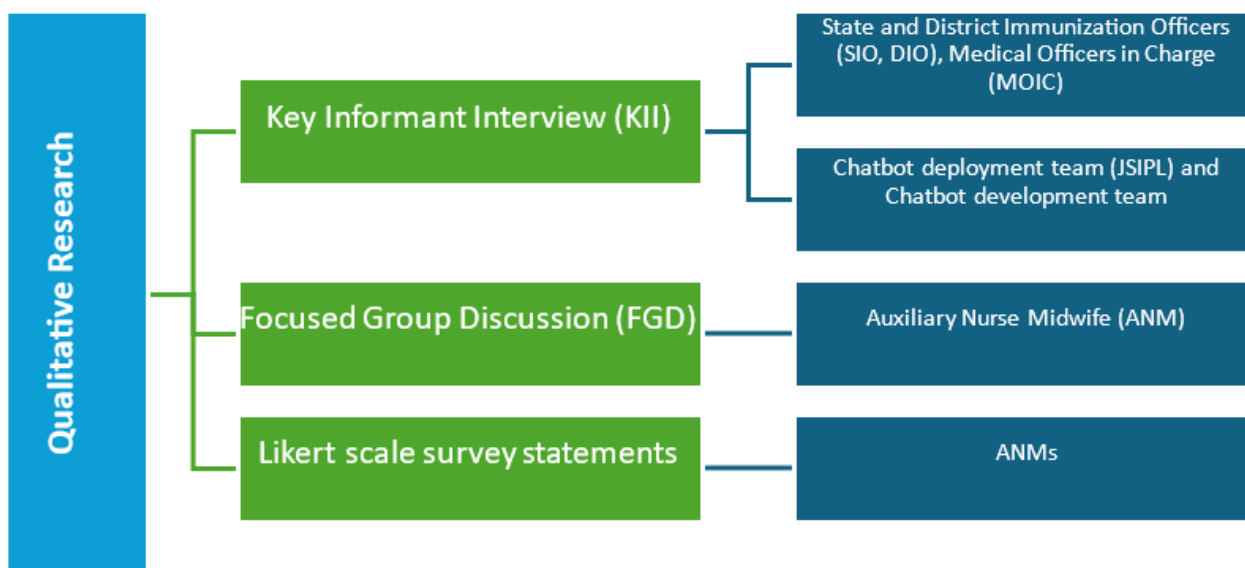 Qualitative Research
Key Informant Interview (KII)
State and District Immunization Officers
(SIO, DIO), Medical Officers in Charge
(MOIC)
Chatbot deployment team (JSIPL) and
Chatbot development team
Focused Group Discussion (FGD)
Auxiliary Nurse Midwife (ANM)
Likert scale survey statements
ANMs